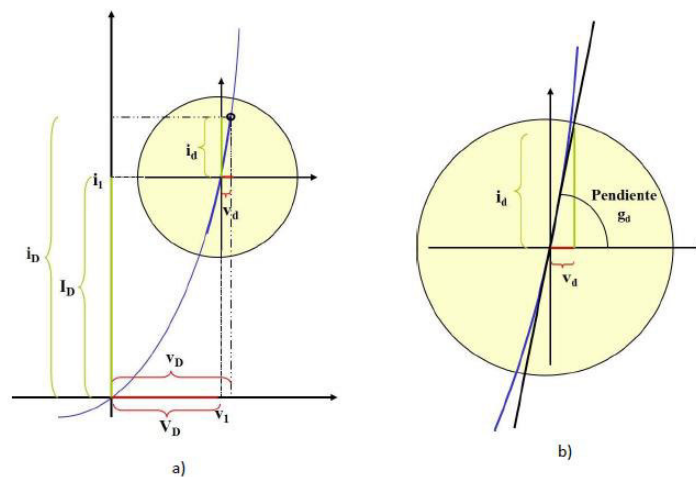 i_d
i_1
v_d
i_D
I_D
v_D
V_D
v_1
a)
i_d
Pendiente
g_d
v_d
b)